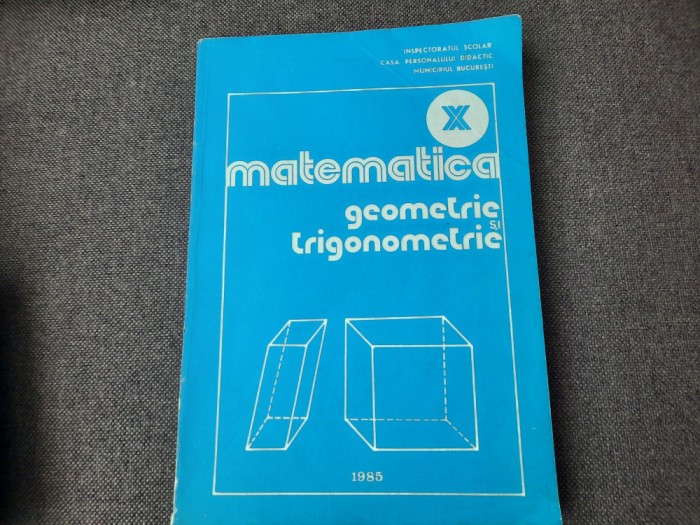 INSPECTORATUL ȘCOLAR
CASA PERSONALULUI DIDACTIC
MUNICIPIUL BUCUREȘTI
X
matematica
geometrie
și
trigonometrie
1985